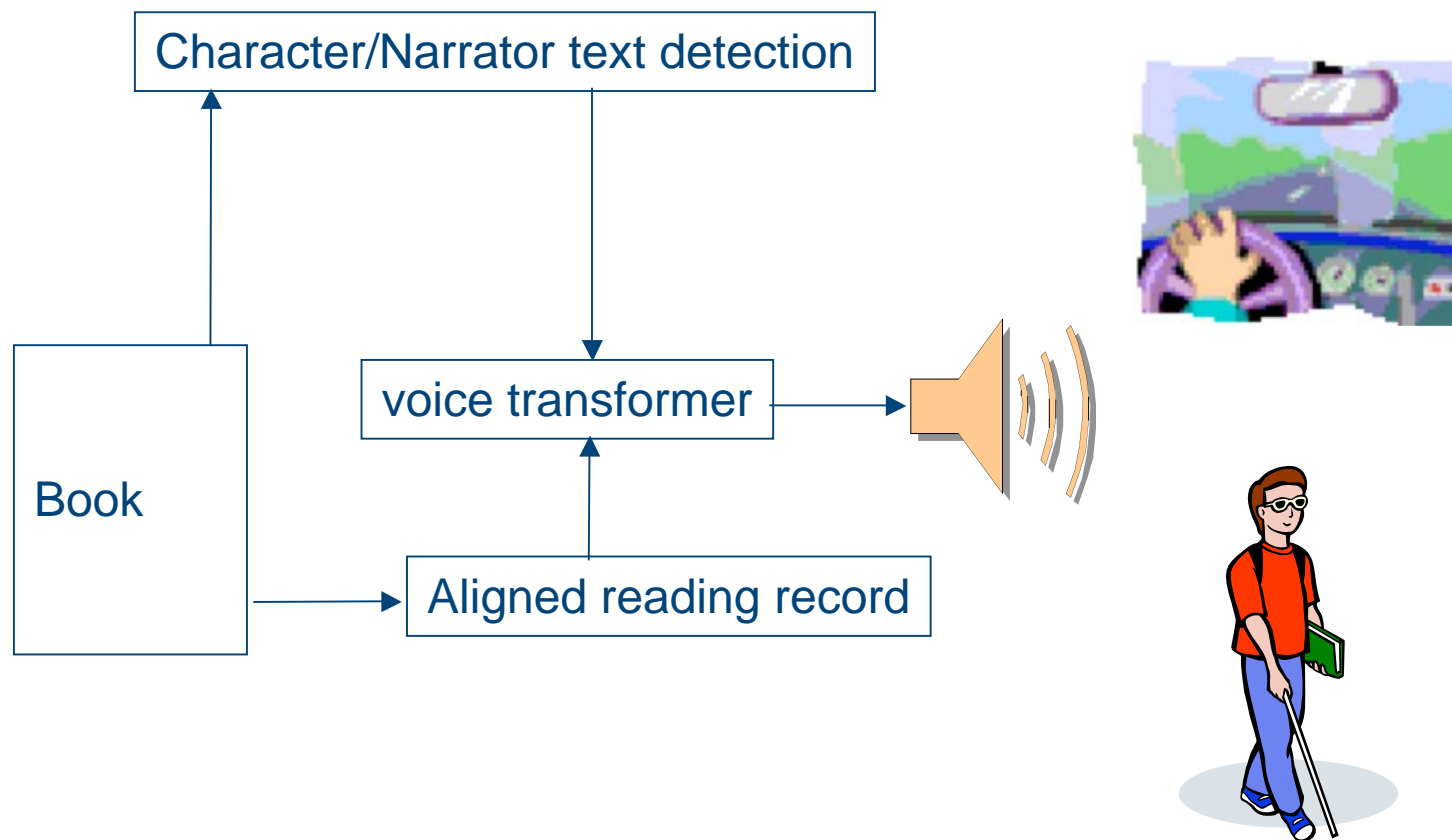 Character/Narrator text detection
voice transformer
Book
Aligned reading record